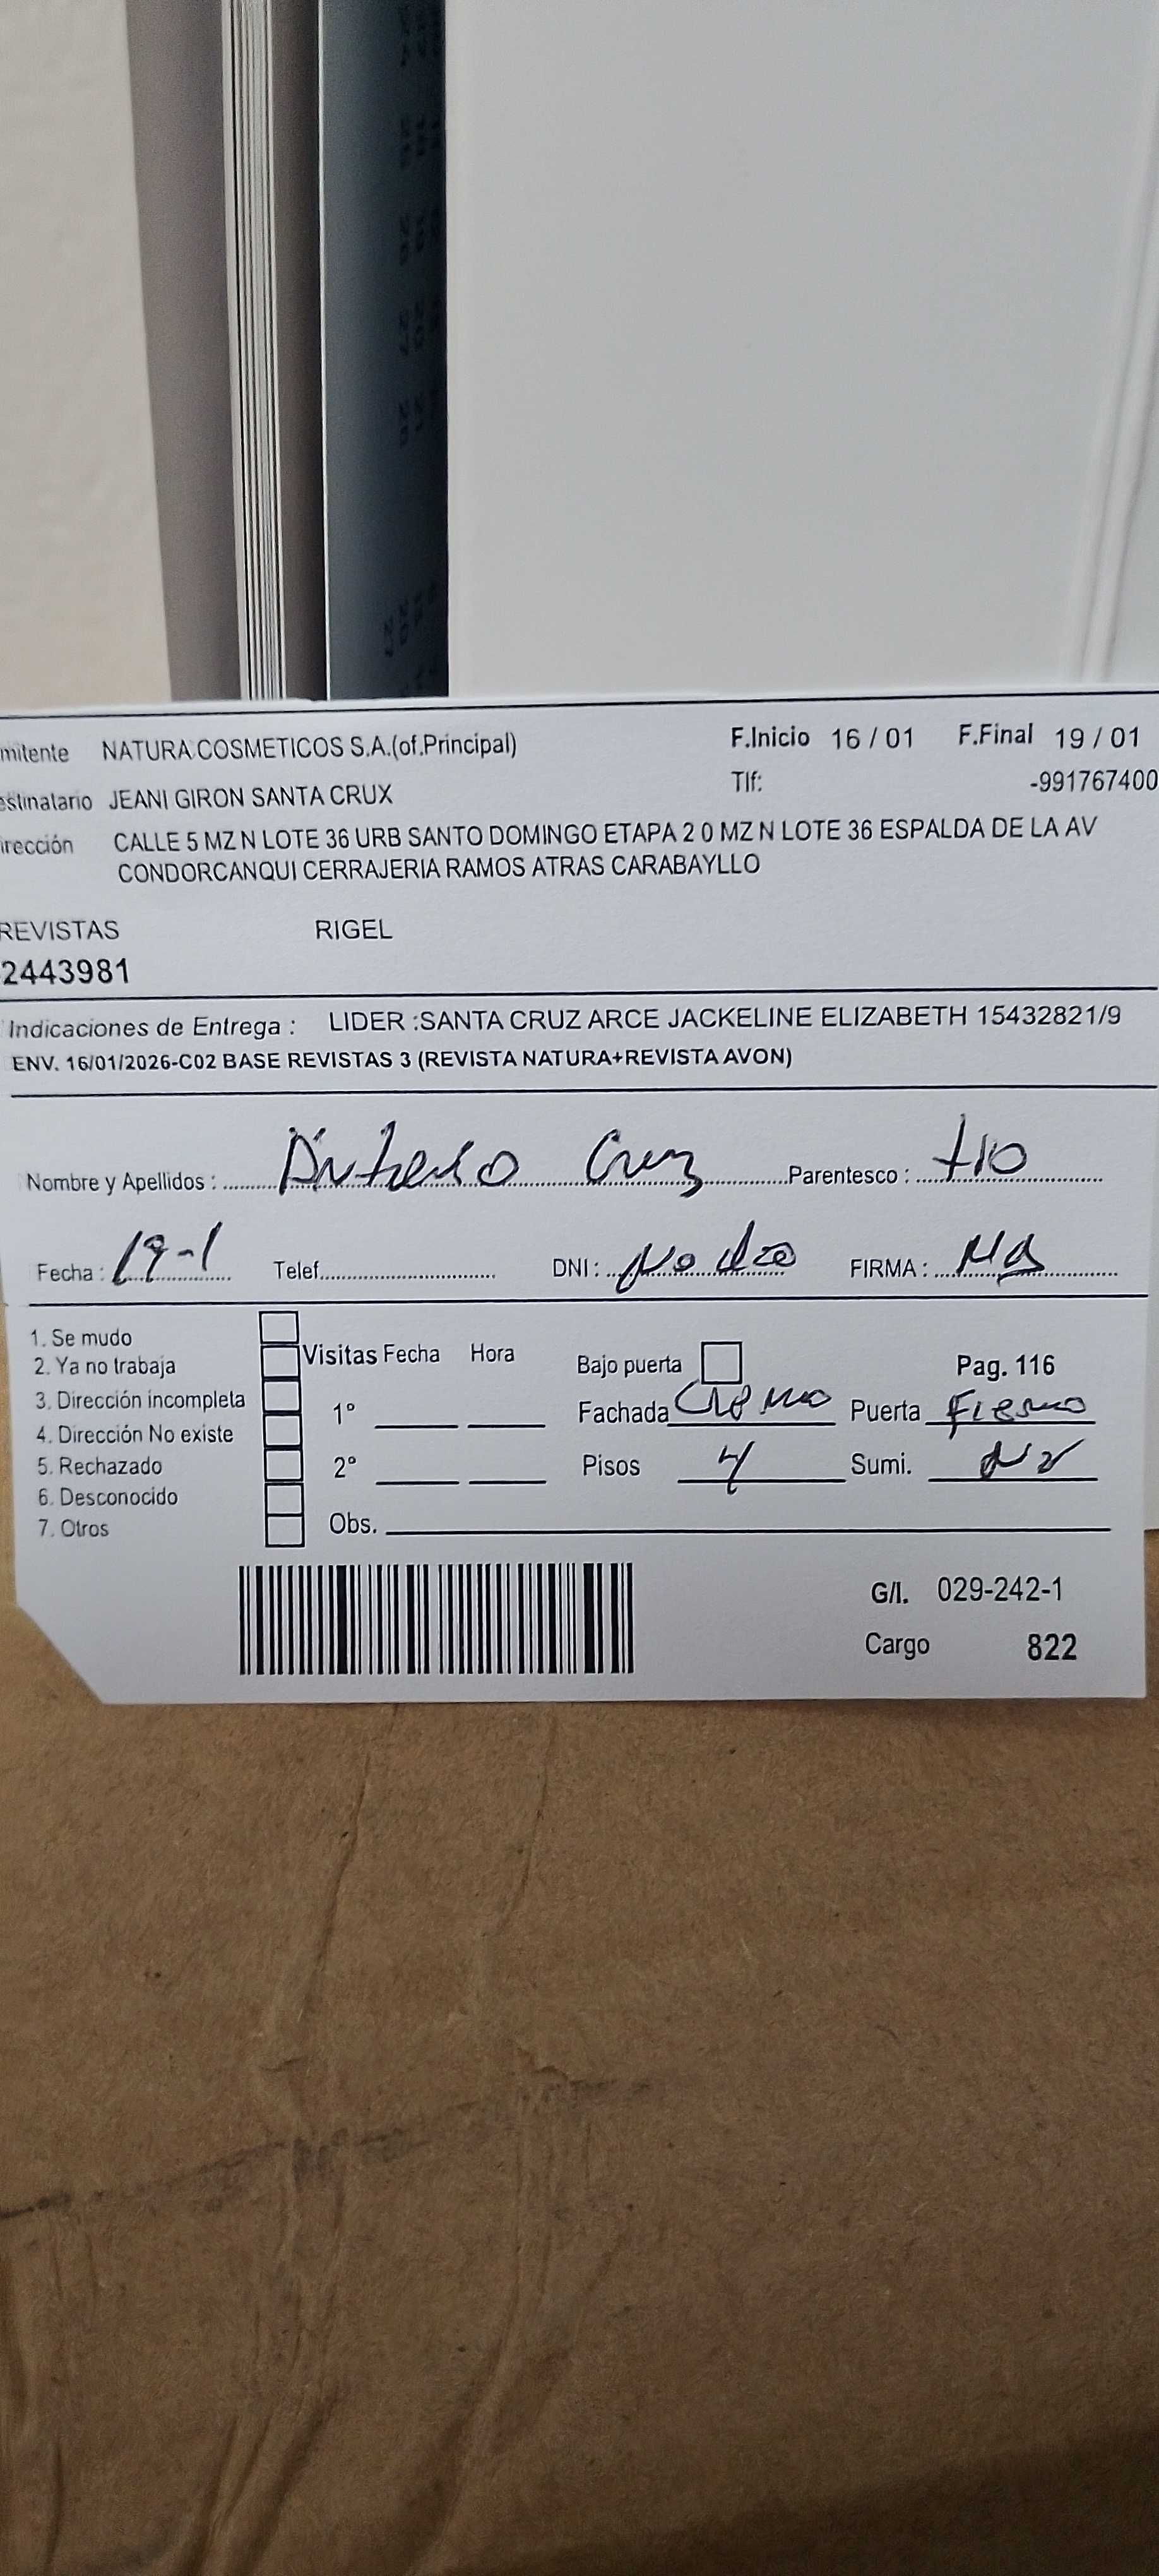 mitente NATURA COSMETICOS S.A.(of.Principal) F.Inicio 16 / 01 F.Final 19 / 01
estinatario JEANI GIRON SANTA CRUX Tlf: -991767400
irección CALLE 5 MZ N LOTE 36 URB SANTO DOMINGO ETAPA 2 0 MZ N LOTE 36 ESPALDA DE LA AV
CONDORCANQUI CERRAJERIA RAMOS ATRAS CARABAYLLO
REVISTAS RIGEL
2443981
Indicaciones de Entrega : LIDER :SANTA CRUZ ARCE JACKELINE ELIZABETH 15432821/9
ENV. 16/01/2026-C02 BASE REVISTAS 3 (REVISTA NATURA+REVISTA AVON)
Nombre y Apellidos : Cruz Parentesco : tio
Fecha : 19-1 Telef. DNI : No dio FIRMA :
1. Se mudo
2. Ya no trabaja Visitas Fecha Hora Bajo puerta Pag. 116
3. Dirección incompleta 1° Fachada Cremo Puerta Fierro
4. Dirección No existe
5. Rechazado 2° Pisos 4 Sumi.
6. Desconocido
7. Otros Obs.
G/I. 029-242-1
Cargo 822